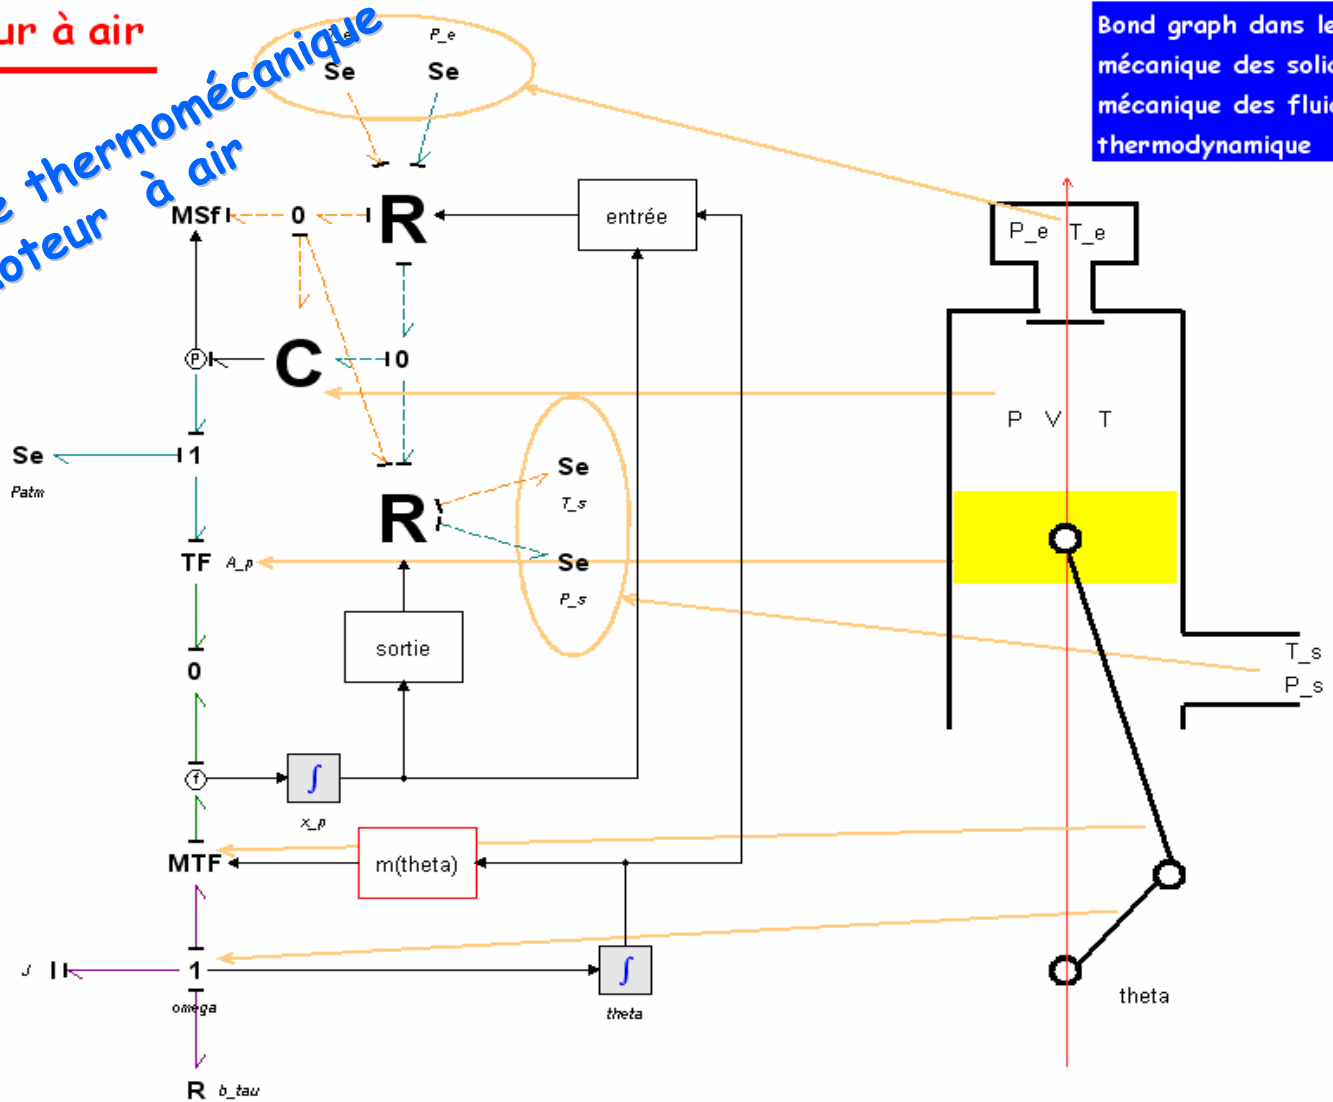 ur à air
e thermomécanique
oteur à air
Bond graph dans le
mécanique des solid
mécanique des fluid
thermodynamique
P_e
Se Se
MSf 0 R entrée
P_e T_e
P C 0
P V T
Se 1
Patm
Se
T_s
R
TF A_p
Se
P_s
sortie
T_s
P_s
0
f ∫
x_p
MTF m(theta)
J I 1 ∫
omega theta
theta
R b_tau